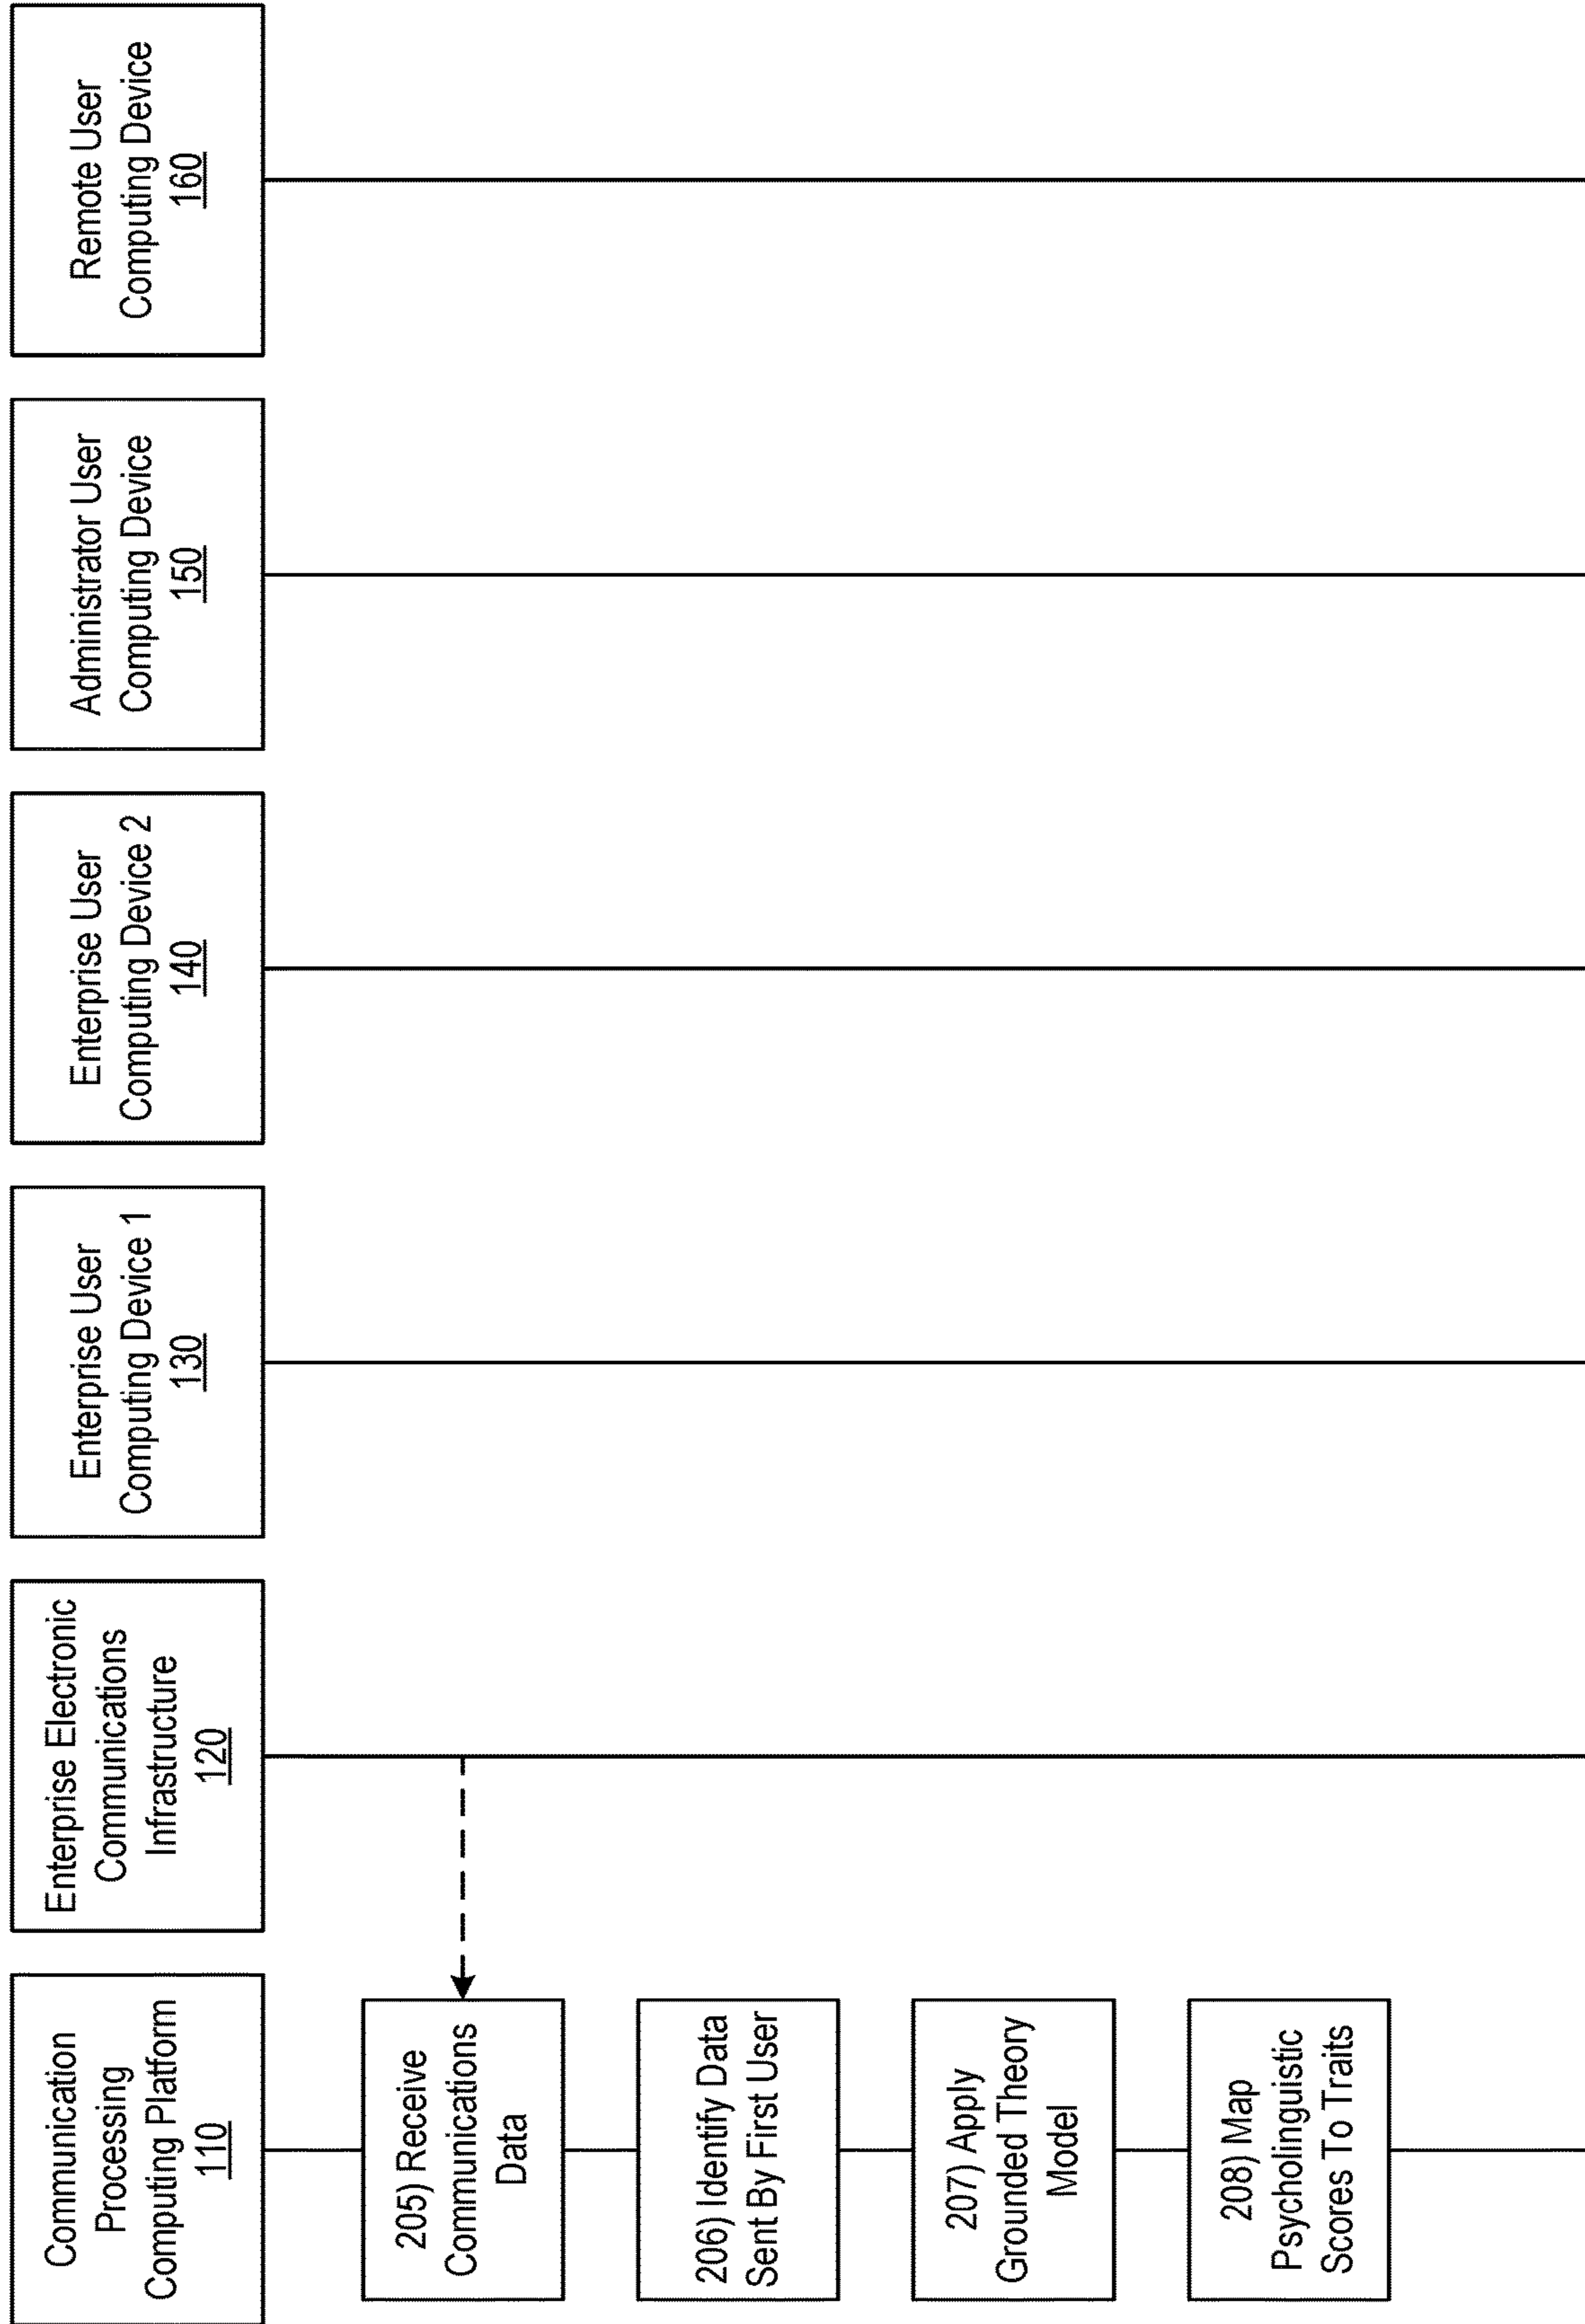 Communication
Processing
Computing Platform
110
Enterprise Electronic
Communications
Infrastructure
120
Enterprise User
Computing Device 1
130
Enterprise User
Computing Device 2
140
Administrator User
Computing Device
150
Remote User
Computing Device
160
205) Receive
Communications
Data
206) Identify Data
Sent By First User
207) Apply
Grounded Theory
Model
208) Map
Psycholinguistic
Scores To Traits